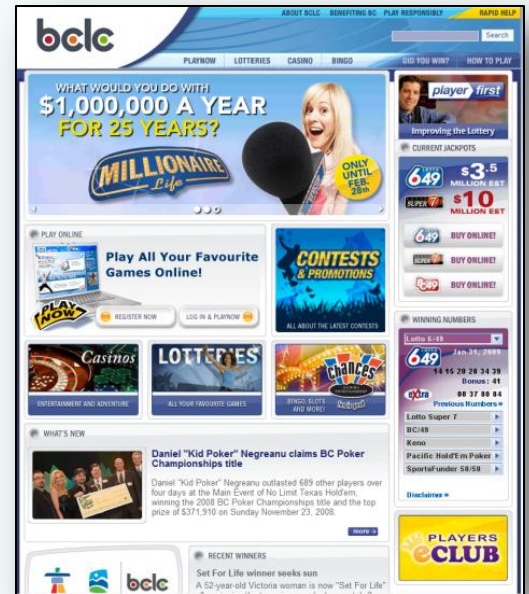 ABOUT BCLC BENEFITING BC PLAY RESPONSIBLY RAPID HELP
bclc
Search
PLAYNOW LOTTERIES CASINO BINGO DID YOU WIN? HOW TO PLAY
WHAT WOULD YOU DO WITH
$1,000,000 A YEAR
FOR 25 YEARS?
MILLIONAIRE
Life
ONLY
UNTIL
FEB.
28th
player first
Improving the Lottery
CURRENT JACKPOTS
LOTTO
649
$3.5
MILLION EST
SUPER 7
$10
MILLION EST
649 BUY ONLINE!
SUPER 7 BUY ONLINE!
BC49 BUY ONLINE!
PLAY ONLINE
Play All Your Favourite
Games Online!
PLAY
NOW
REGISTER NOW
LOG IN & PLAYNOW
CONTESTS
& PROMOTIONS
ALL ABOUT THE LATEST CONTESTS
Casinos
ENTERTAINMENT AND ADVENTURE
LOTTERIES
ALL YOUR FAVOURITE GAMES
chances
BINGO, SLOTS
AND MORE!
WINNING NUMBERS
Lotto 6/49
649 Jan 31, 2009
14 15 20 28 34 39
Bonus: 41
extra 00 37 80 84
Previous Numbers »
Lotto Super 7
BC/49
Keno
Pacific Hold'Em Poker
SportsFunder 50/50
Disclaimer »
WHAT'S NEW
Daniel "Kid Poker" Negreanu claims BC Poker
Championships title
Daniel "Kid Poker" Negreanu outlasted 689 other players over
four days at the Main Event of No Limit Texas Hold'em,
winning the 2008 BC Poker Championships title and the top
prize of $371,910 on Sunday November 23, 2008.
more »
PLAYERS
eCLUB
bclc
RECENT WINNERS
Set For Life winner seeks sun
A 52-year-old Victoria woman is now "Set For Life"